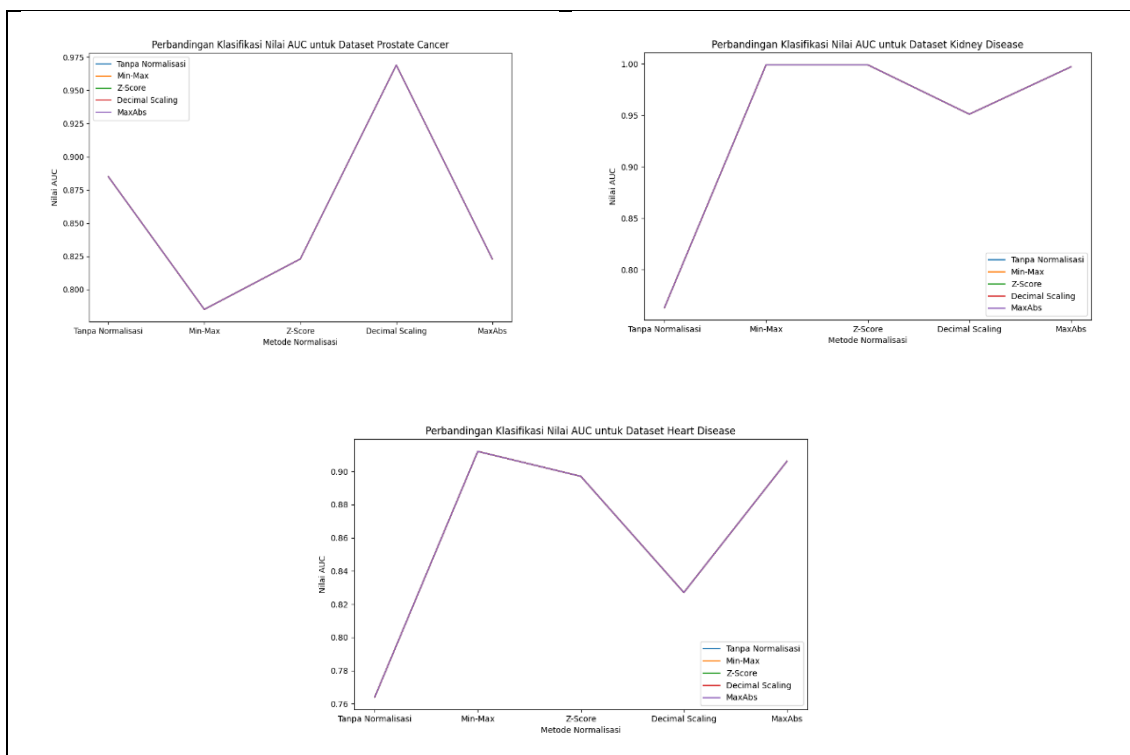 Perbandingan Klasifikasi Nilai AUC untuk Dataset Prostate Cancer
0.975
0.950
0.925
0.900
0.875
0.850
0.825
0.800
Nilai AUC
Tanpa Normalisasi
Min-Max
Z-Score
Decimal Scaling
MaxAbs
Tanpa Normalisasi Min-Max Z-Score Decimal Scaling MaxAbs
Metode Normalisasi
Perbandingan Klasifikasi Nilai AUC untuk Dataset Kidney Disease
1.00
0.95
0.90
0.85
0.80
Nilai AUC
Tanpa Normalisasi
Min-Max
Z-Score
Decimal Scaling
MaxAbs
Tanpa Normalisasi Min-Max Z-Score Decimal Scaling MaxAbs
Metode Normalisasi
Perbandingan Klasifikasi Nilai AUC untuk Dataset Heart Disease
0.90
0.88
0.86
0.84
0.82
0.80
0.78
0.76
Nilai AUC
Tanpa Normalisasi
Min-Max
Z-Score
Decimal Scaling
MaxAbs
Tanpa Normalisasi Min-Max Z-Score Decimal Scaling MaxAbs
Metode Normalisasi